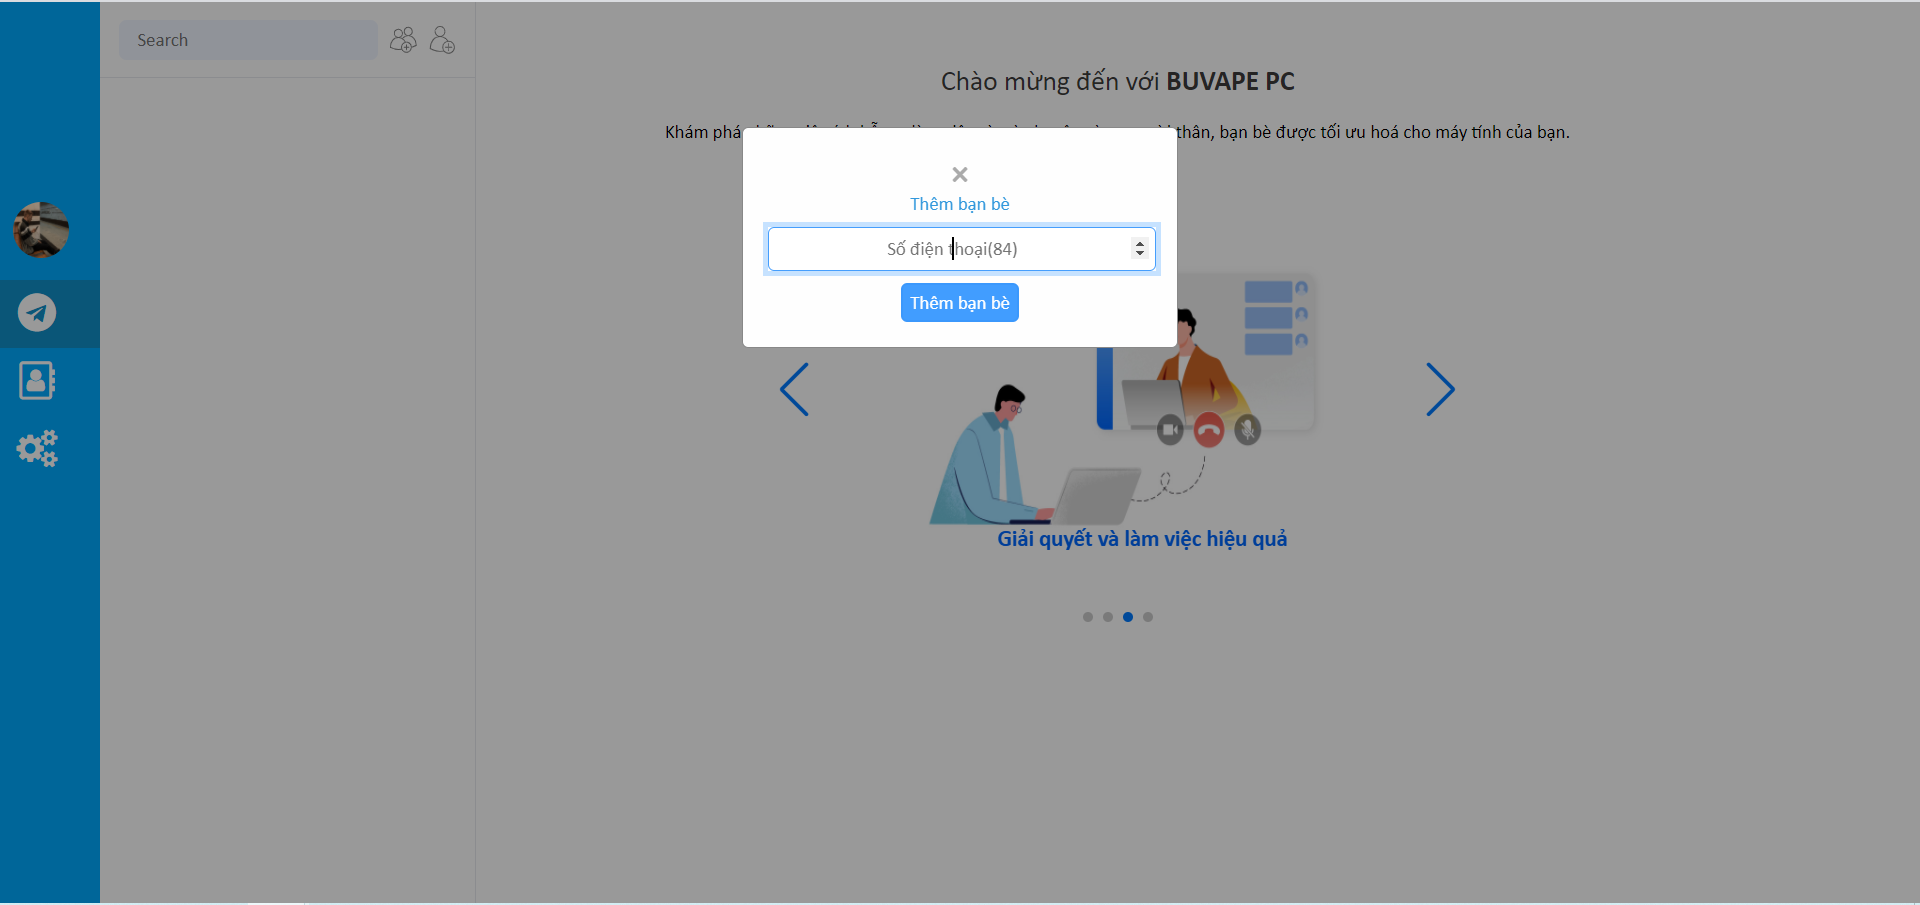 Search
Chào mừng đến với BUVAPE PC
Khám phá thân, bạn bè được tối ưu hoá cho máy tính của bạn.
Thêm bạn bè
Số điện thoại(84)
Thêm bạn bè
Giải quyết và làm việc hiệu quả